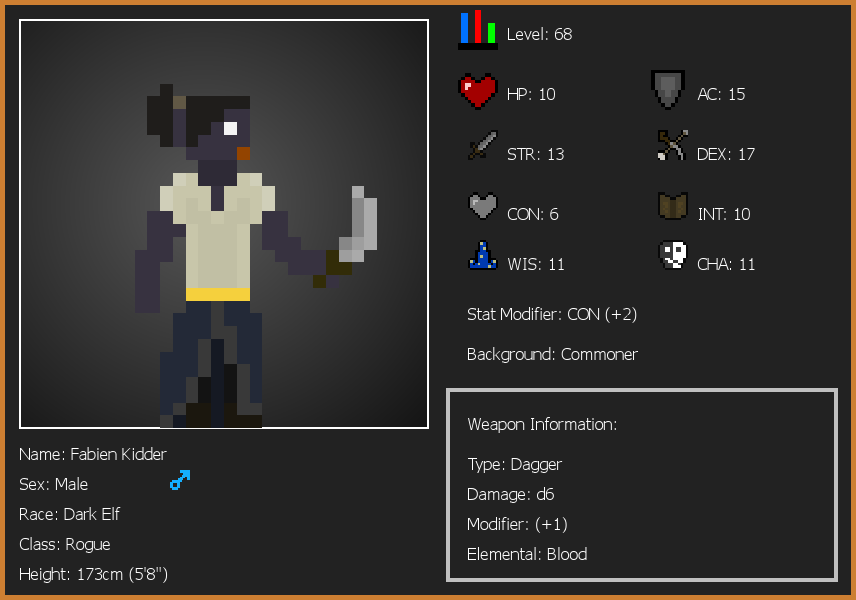 Level: 68
HP: 10
AC: 15
STR: 13
DEX: 17
CON: 6
INT: 10
WIS: 11
CHA: 11
Stat Modifier: CON (+2)
Background: Commoner
Weapon Information:
Type: Dagger
Damage: d6
Modifier: (+1)
Elemental: Blood
Name: Fabien Kidder
Sex: Male
Race: Dark Elf
Class: Rogue
Height: 173cm (5'8")